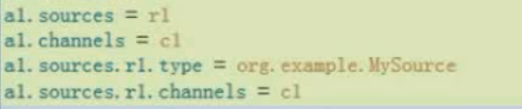 a1.sources = r1
a1.channels = c1
a1.sources.r1.type = org.example.MySource
a1.sources.r1.channels = c1